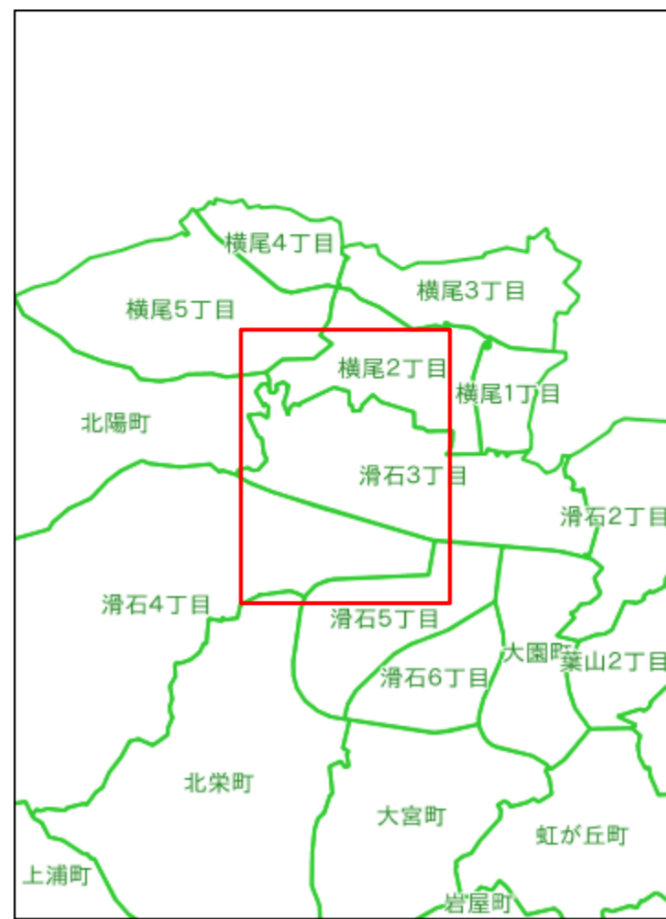 横尾4丁目
横尾3丁目
横尾5丁目
横尾2丁目
横尾1丁目
北陽町
滑石3丁目
滑石2丁目
滑石4丁目
滑石5丁目
大園町
葉山2丁目
滑石6丁目
北栄町
大宮町
虹が丘町
上浦町
岩屋町